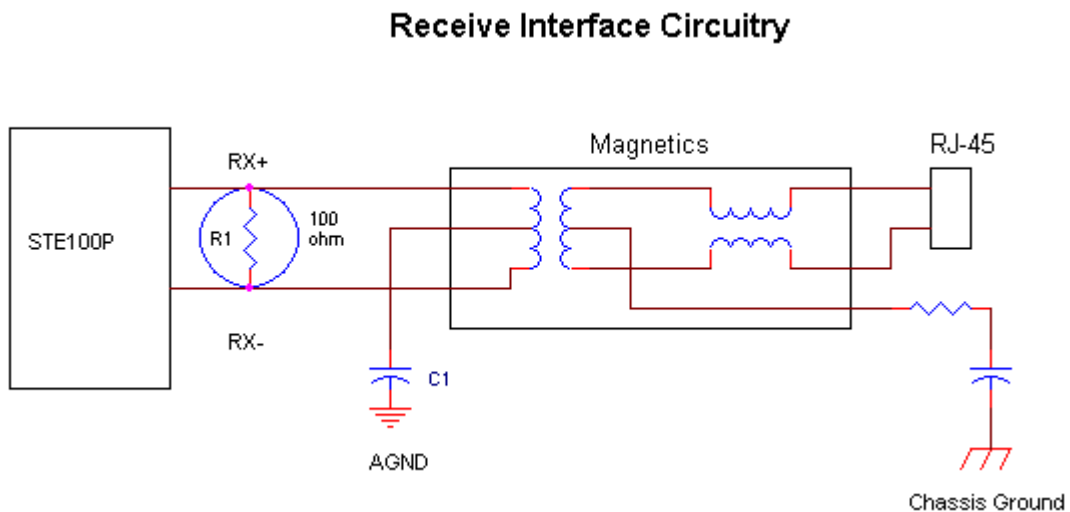 Receive Interface Circuitry
Magnetics
RJ-45
RX+
STE100P
R1
100
ohm
RX-
C1
AGND
Chassis Ground